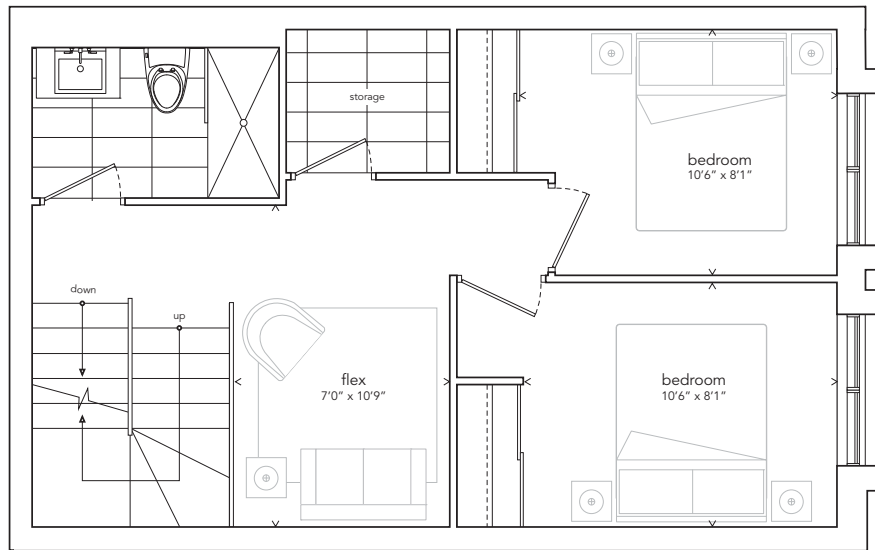 storage
bedroom
10'6" x 8'1"
down
up
flex
7'0" x 10'9"
bedroom
10'6" x 8'1"